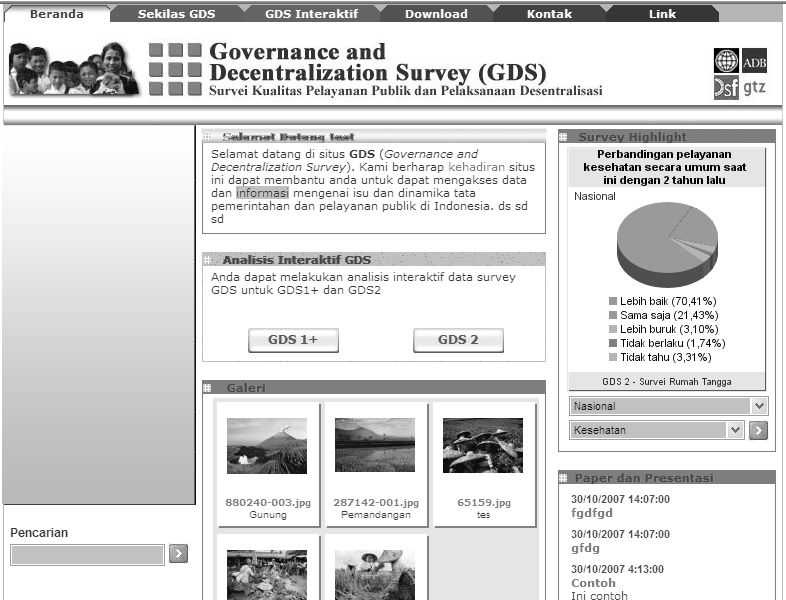 Beranda
Sekilas GDS
GDS Interaktif
Download
Kontak
Link
Governance and
Decentralization Survey (GDS)
Survei Kualitas Pelayanan Publik dan Pelaksanaan Desentralisasi
ADB
dsf gtz
Selamat Datang test
Selamat datang di situs GDS (Governance and
Decentralization Survey). Kami berharap kehadiran situs
ini dapat membantu anda untuk dapat mengakses data
dan informasi mengenai isu dan dinamika tata
pemerintahan dan pelayanan publik di Indonesia. ds sd
sd
Analisis Interaktif GDS
Anda dapat melakukan analisis interaktif data survey
GDS untuk GDS1+ dan GDS2
GDS 1+
GDS 2
Galeri
880240-003.jpg
Gunung
287142-001.jpg
Pemandangan
65159.jpg
tes
Pencarian
Survey Highlight
Perbandingan pelayanan
kesehatan secara umum saat
ini dengan 2 tahun lalu
Nasional
Lebih baik (70,41%)
Sama saja (21,43%)
Lebih buruk (3,10%)
Tidak berlaku (1,74%)
Tidak tahu (3,31%)
GDS 2 - Survei Rumah Tangga
Nasional
Kesehatan
Paper dan Presentasi
30/10/2007 14:07:00
fgdfgd
30/10/2007 14:07:00
gfdg
30/10/2007 4:13:00
Contoh
Ini contoh